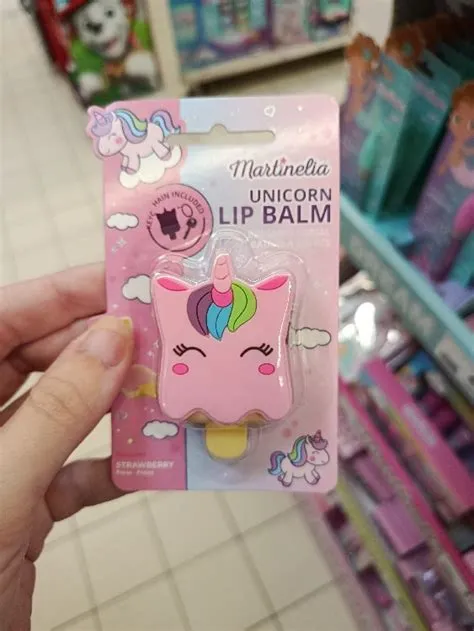 Martinelia
UNICORN
LIP BALM
KEYCHAIN INCLUDED
STRAWBERRY